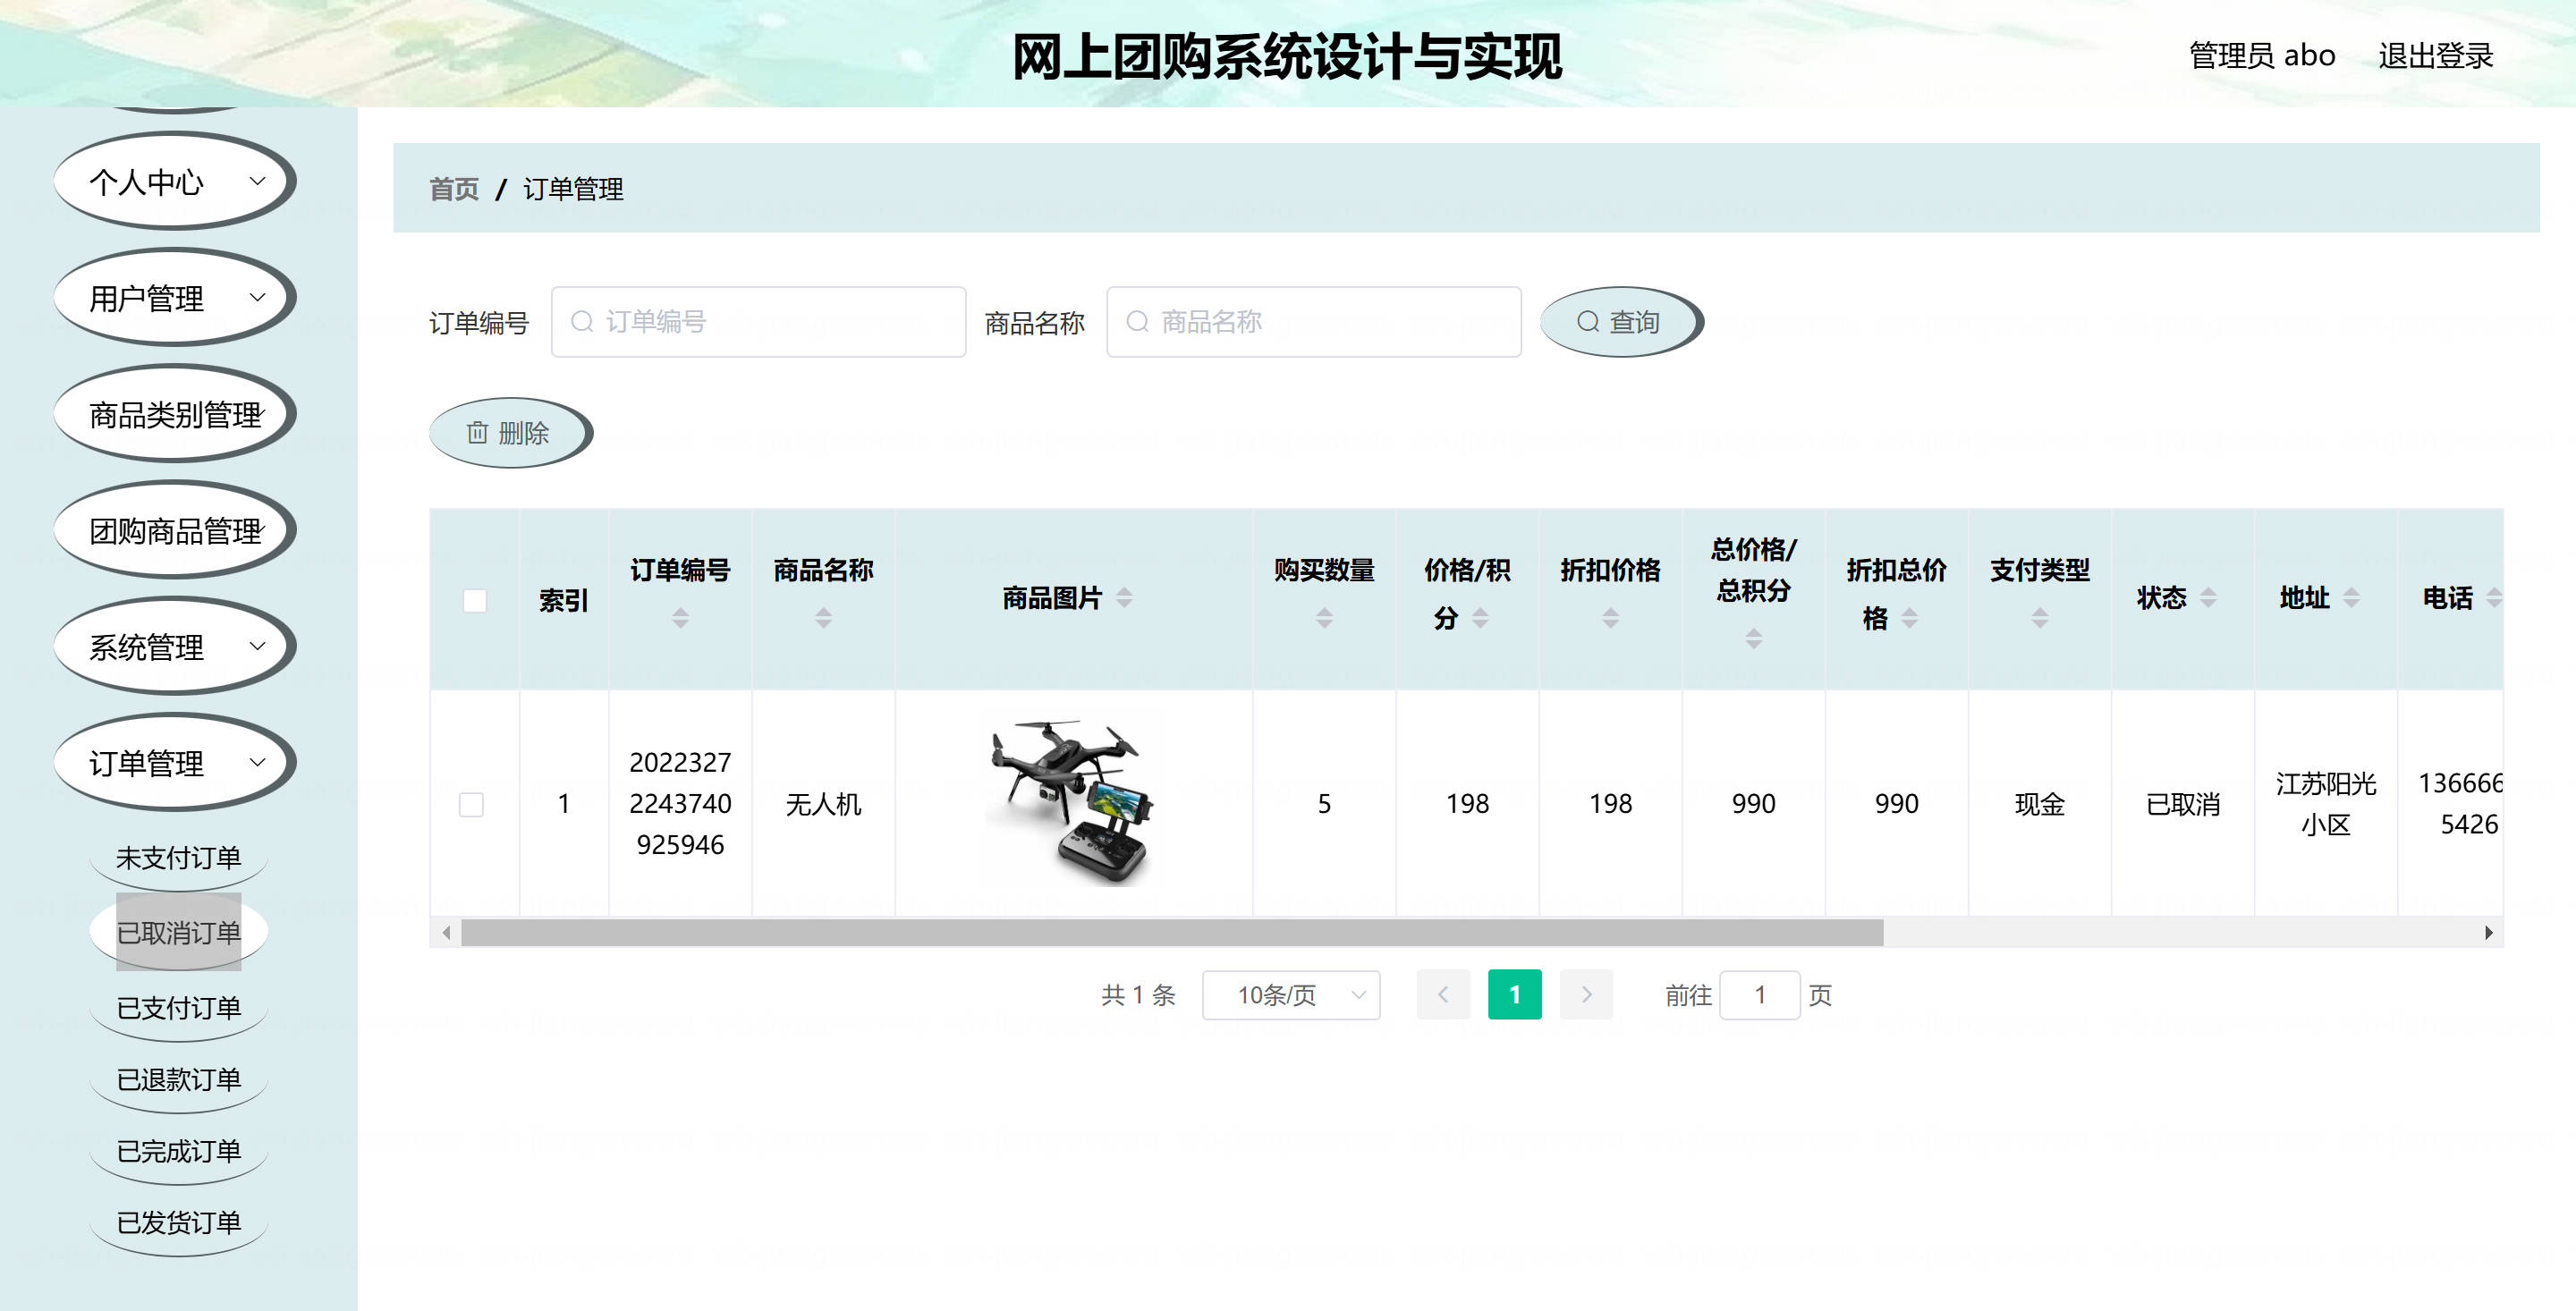 网上团购系统设计与实现
管理员 abo
退出登录
个人中心
用户管理
商品类别管理
团购商品管理
系统管理
订单管理
未支付订单
已取消订单
已支付订单
已退款订单
已完成订单
已发货订单
首页 / 订单管理
订单编号 订单编号 商品名称 商品名称 查询
删除
索引
订单编号
商品名称
商品图片
购买数量
价格/积
分
折扣价格
总价格/
总积分
折扣总价
格
支付类型
状态
地址
电话
1
2022327
2243740
925946
无人机
5
198
198
990
990
现金
已取消
江苏阳光
小区
136666
5426
共 1 条 10条/页 1 前往 1 页